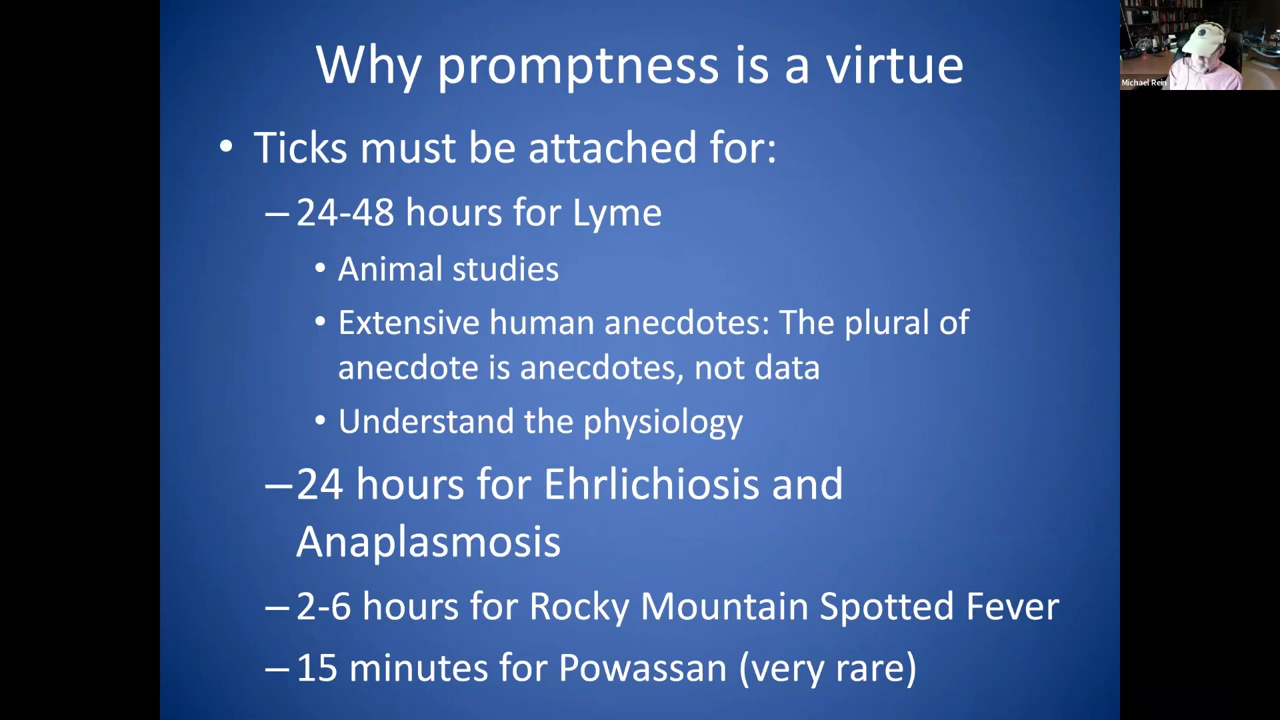 Why promptness is a virtue
• Ticks must be attached for:
–24-48 hours for Lyme
• Animal studies
• Extensive human anecdotes: The plural of
anecdote is anecdotes, not data
• Understand the physiology
–24 hours for Ehrlichiosis and
Anaplasmosis
–2-6 hours for Rocky Mountain Spotted Fever
–15 minutes for Powassan (very rare)
Michael Rein